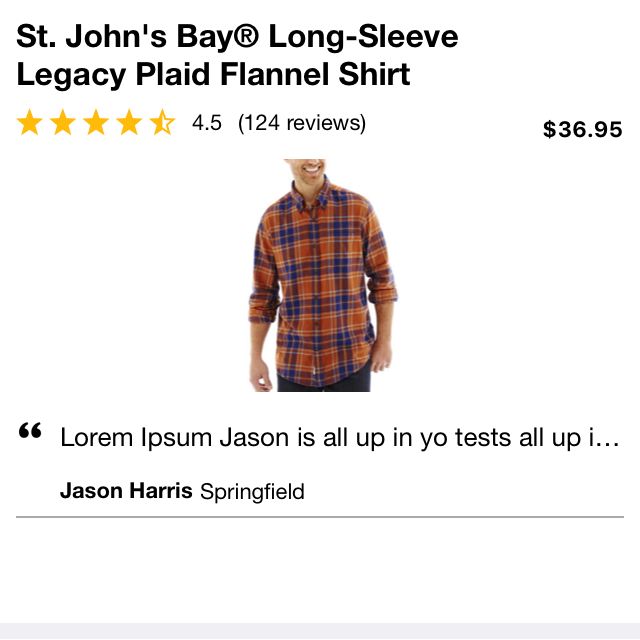 St. John's Bay® Long-Sleeve
Legacy Plaid Flannel Shirt
4.5 (124 reviews)
$36.95
“ Lorem Ipsum Jason is all up in yo tests all up i...
Jason Harris Springfield